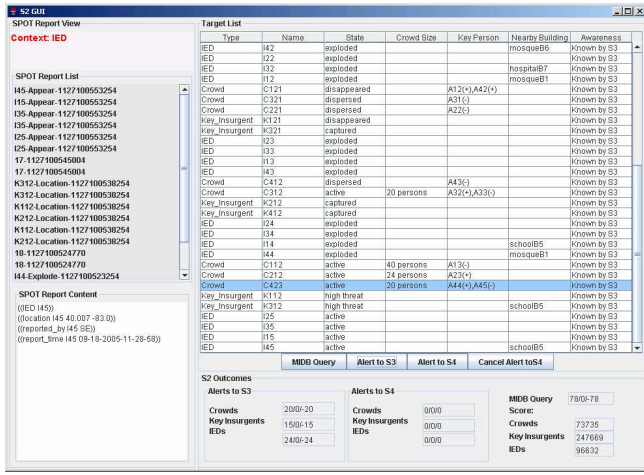 S2 GUI
SPOT Report View
Context: IED
SPOT Report List
I45-Appear-1127100553254
I15-Appear-1127100553254
I35-Appear-1127100553254
I35-Appear-1127100553254
I25-Appear-1127100553254
I25-Appear-1127100553254
17-1127100545004
17-1127100545004
K312-Location-1127100538254
K312-Location-1127100538254
K112-Location-1127100538254
K212-Location-1127100538254
K112-Location-1127100538254
K212-Location-1127100538254
18-1127100524770
18-1127100524770
I44-Explode-1127100523254
SPOT Report Content
((IED I45))
((location I45 40.007 -83.0))
((reported_by I45 SE))
((report_time I45 09-18-2005-11-28-58))
Target List
Type Name State Crowd Size Key Person Nearby Building Awareness
IED I42 exploded mosqueB6 Known by S3
IED I22 exploded Known by S3
IED I32 exploded hospitalB7 Known by S3
IED I12 exploded mosqueB1 Known by S3
Crowd C121 disappeared A12(+),A42(+) Known by S3
Crowd C321 dispersed A31(-) Known by S3
Crowd C221 dispersed A22(-) Known by S3
Key_Insurgent K121 disappeared Known by S3
Key_Insurgent K321 captured Known by S3
IED I23 exploded Known by S3
IED I33 exploded Known by S3
IED I13 exploded Known by S3
IED I43 exploded Known by S3
Crowd C412 dispersed A43(-) Known by S3
Crowd C312 active 20 persons A32(+),A33(-) Known by S3
Key_Insurgent K212 captured Known by S3
Key_Insurgent K412 captured Known by S3
IED I24 exploded Known by S3
IED I34 exploded Known by S3
IED I14 exploded schoolB5 Known by S3
IED I44 exploded mosqueB1 Known by S3
Crowd C112 active 40 persons A13(-) Known by S3
Crowd C212 active 24 persons A23(+) Known by S3
Crowd C423 active 20 persons A44(+),A45(-) Known by S3
Key_Insurgent K112 high threat Known by S3
Key_Insurgent K312 high threat schoolB5 Known by S3
IED I25 active Known by S3
IED I35 active Known by S3
IED I15 active Known by S3
IED I45 active schoolB5 Known by S3
MIDB Query Alert to S3 Alert to S4 Cancel Alert toS4
S2 Outcomes
Alerts to S3
Crowds 20/0/-20
Key Insurgents 15/0/-15
IEDs 24/0/-24
Alerts to S4
Crowds 0/0/0
Key Insurgents 0/0/0
IEDs 0/0/0
MIDB Query 78/0/-78
Score:
Crowds 73735
Key Insurgents 247669
IEDs 96632